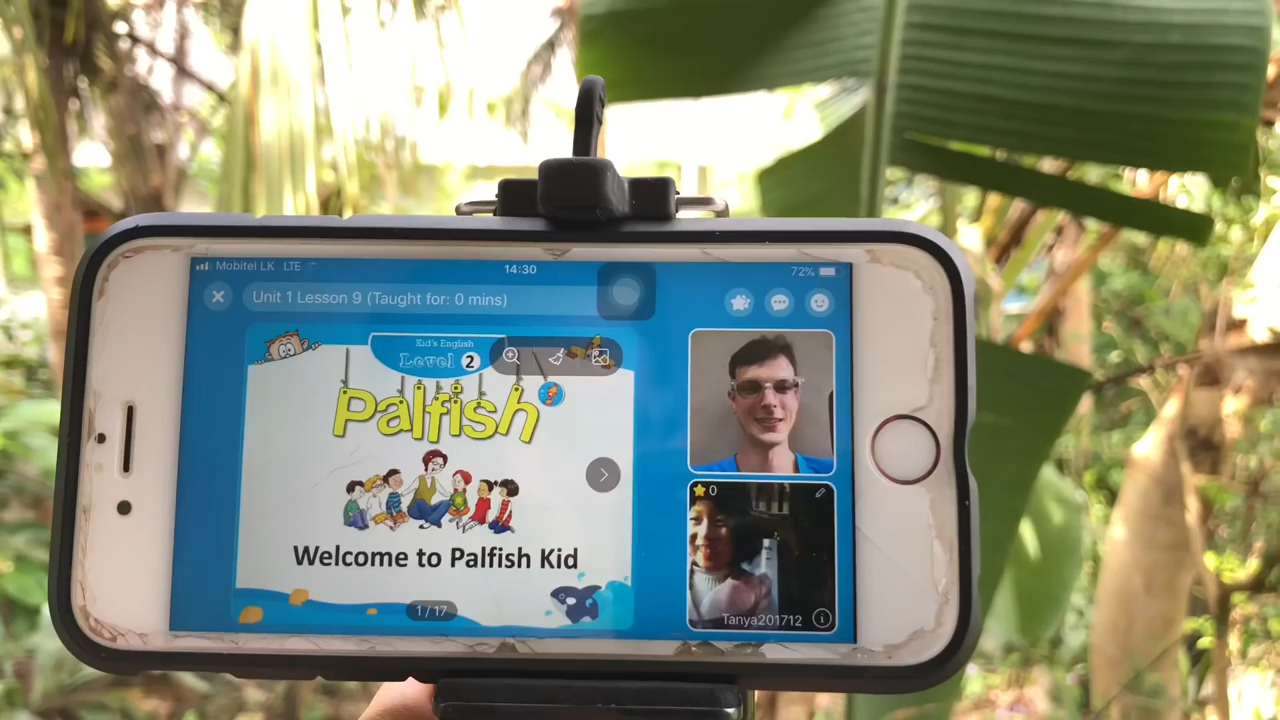 Mobitel LK LTE 14:30 72%
Unit 1 Lesson 9 (Taught for: 0 mins)
Kid's English
Level 2
Palfish
Welcome to Palfish Kid
1 / 17
0
Tanya201712